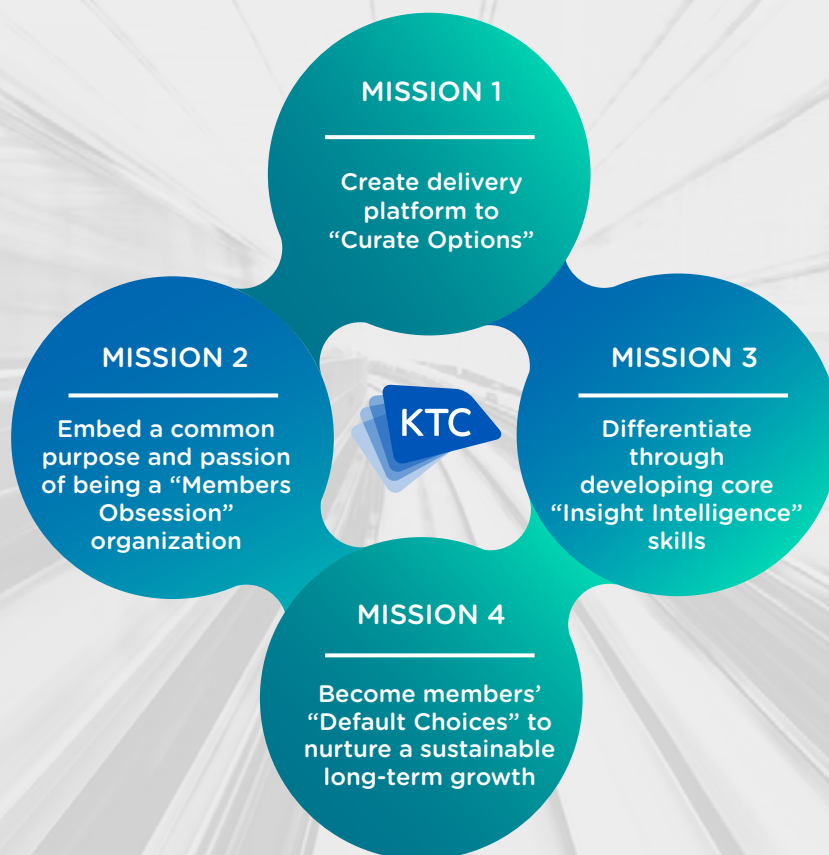 MISSION 1
Create delivery
platform to
“Curate Options”
MISSION 2
Embed a common
purpose and passion
of being a “Members
Obsession”
organization
KTC
MISSION 3
Differentiate
through
developing core
“Insight Intelligence”
skills
MISSION 4
Become members’
“Default Choices” to
nurture a sustainable
long-term growth